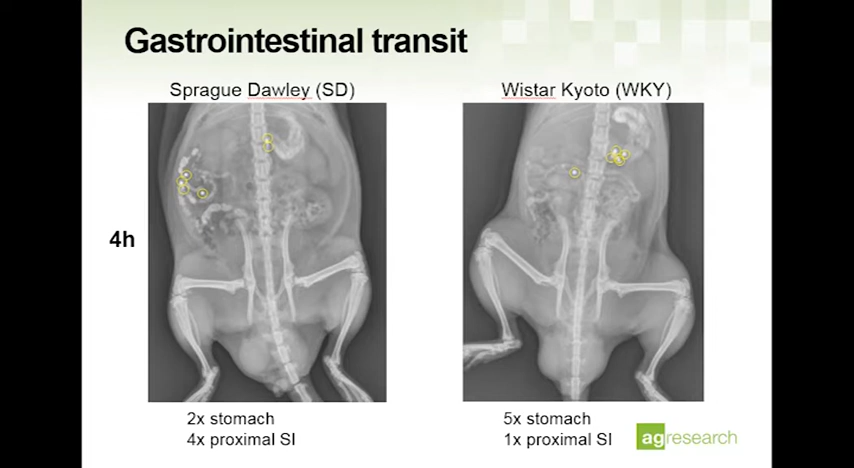 Gastrointestinal transit
Sprague Dawley (SD)
Wistar Kyoto (WKY)
4h
2x stomach
4x proximal SI
5x stomach
1x proximal SI
agresearch